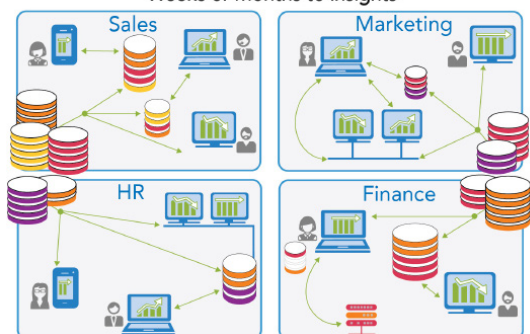 Weeks or Months to Insights
Sales
Marketing
HR
Finance